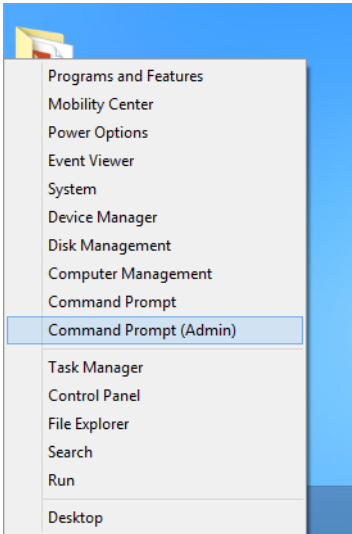 Programs and Features
Mobility Center
Power Options
Event Viewer
System
Device Manager
Disk Management
Computer Management
Command Prompt
Command Prompt (Admin)
Task Manager
Control Panel
File Explorer
Search
Run
Desktop